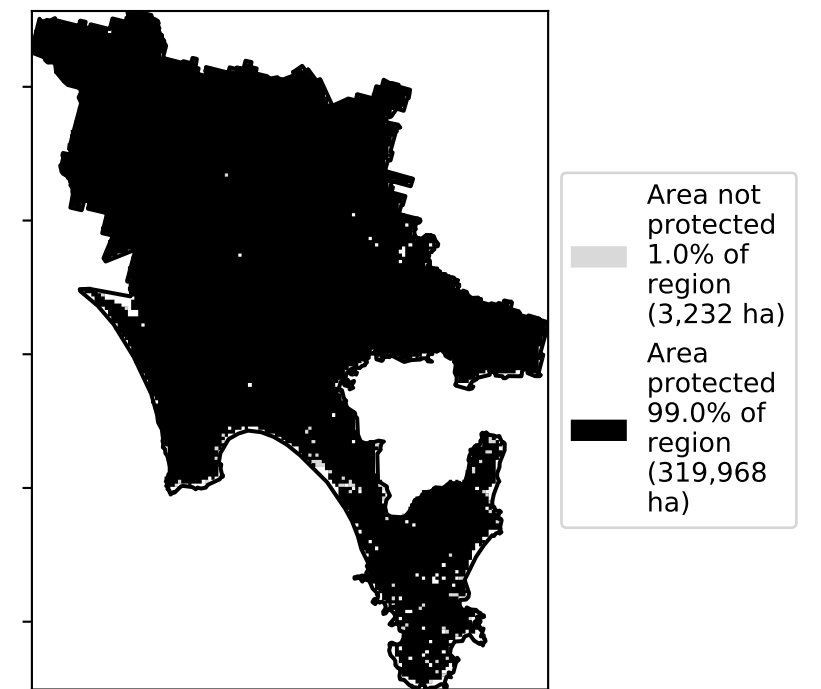 Area not
protected
1.0% of
region
(3,232 ha)
Area
protected
99.0% of
region
(319,968
ha)